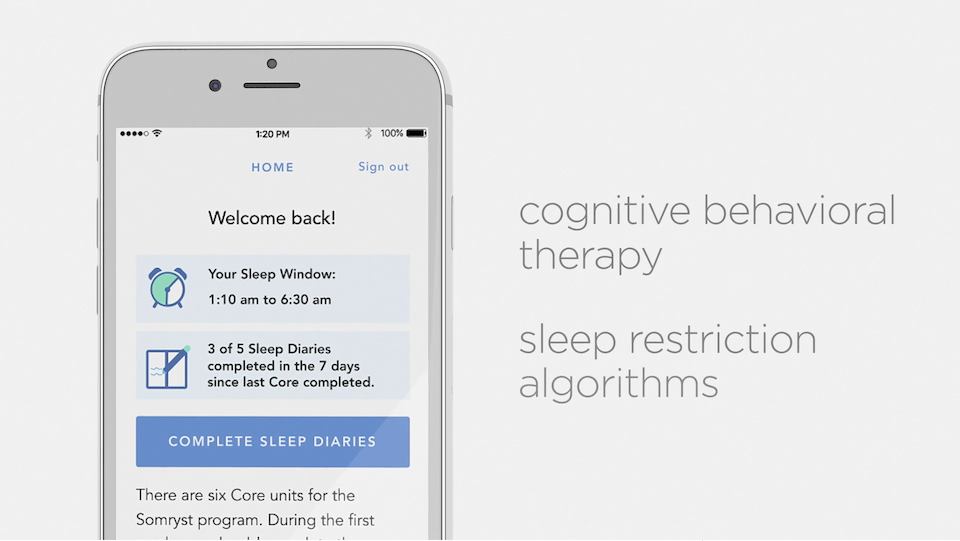 1:20 PM
100%
HOME
Sign out
Welcome back!
Your Sleep Window:
1:10 am to 6:30 am
3 of 5 Sleep Diaries
completed in the 7 days
since last Core completed.
COMPLETE SLEEP DIARIES
There are six Core units for the
Somryst program. During the first
cognitive behavioral
therapy
sleep restriction
algorithms